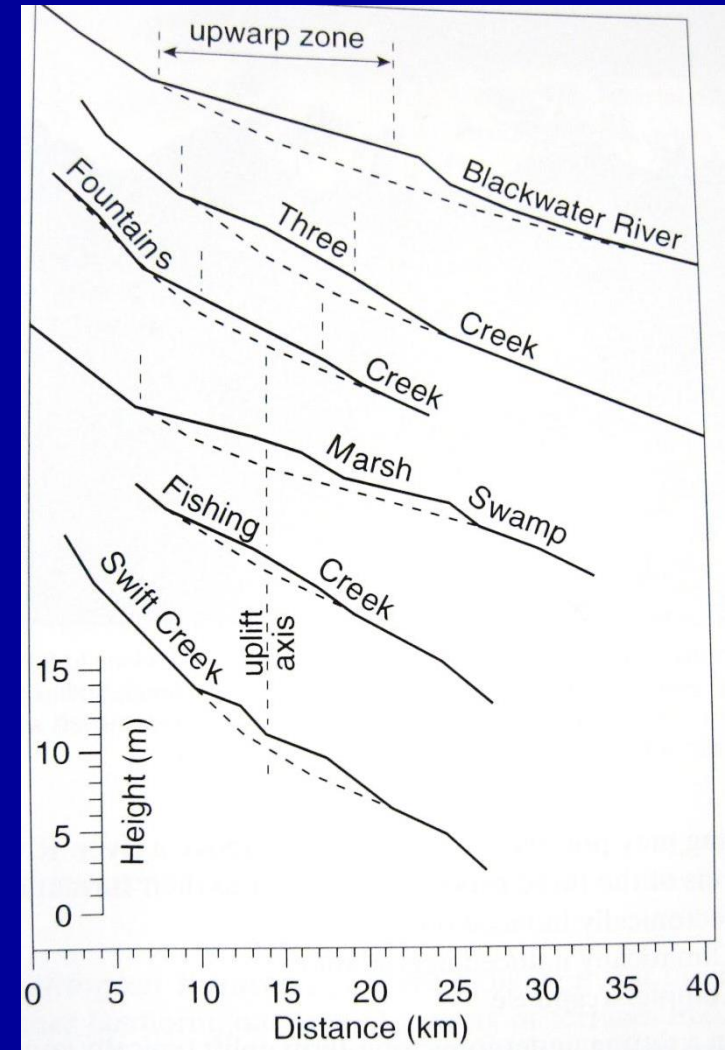 upwarp zone
Blackwater River
Three
Creek
Fountains
Creek
Marsh
Swamp
Fishing
Creek
uplift
axis
Swift Creek
15
10
5
0
Height (m)
0 5 10 15 20 25 30 35 40
Distance (km)